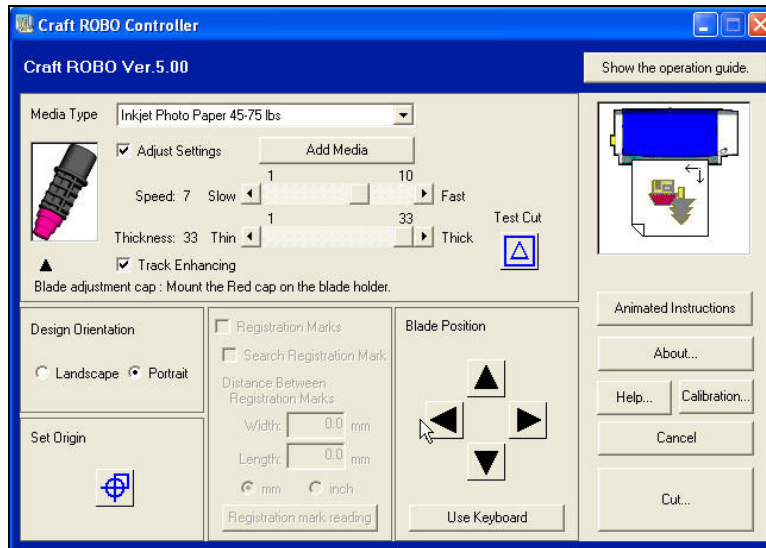 Craft ROBO Controller
Craft ROBO Ver.5.00
Show the operation guide.
Media Type
Inkjet Photo Paper 45-75 lbs
Adjust Settings
Add Media
1 10
Speed: 7 Slow Fast
1 33
Thickness: 33 Thin Thick
Test Cut
Track Enhancing
Blade adjustment cap : Mount the Red cap on the blade holder.
Design Orientation
Landscape Portrait
Set Origin
Registration Marks
Search Registration Mark
Distance Between
Registration Marks
Width: 0.0 mm
Length: 0.0 mm
mm inch
Registration mark reading
Blade Position
Use Keyboard
Animated Instructions
About...
Help... Calibration...
Cancel
Cut...